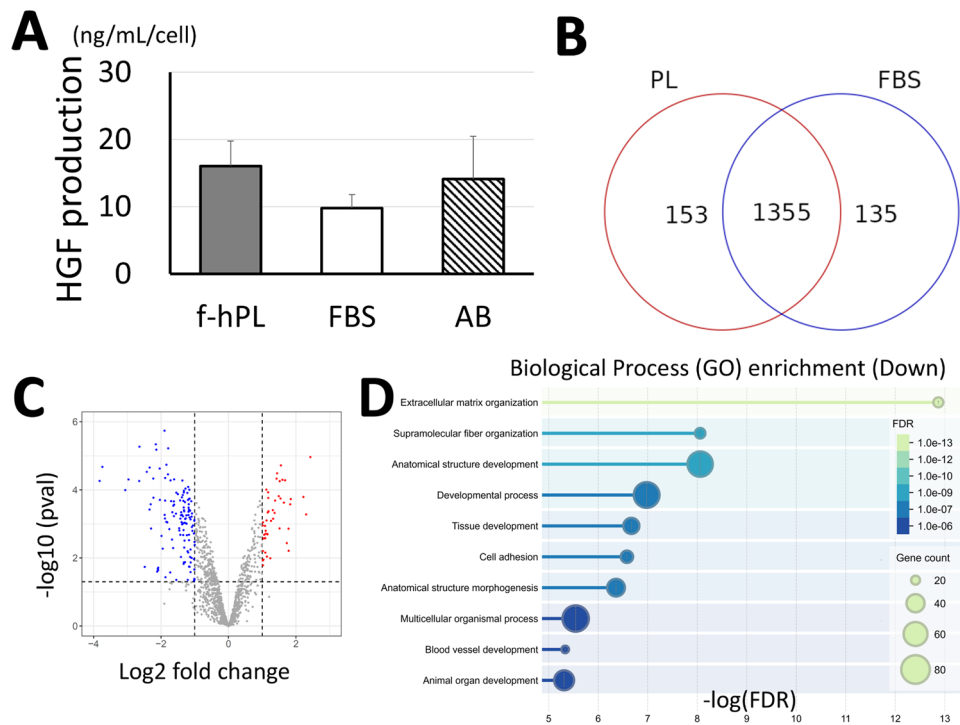 A
(ng/mL/cell)
HGF production
30
20
10
0
f-hPL
FBS
AB
B
PL
FBS
153
1355
135
C
-log10 (pval)
6
4
2
0
−4
−2
0
2
Log2 fold change
D
Biological Process (GO) enrichment (Down)
Extracellular matrix organization
Supramolecular fiber organization
Anatomical structure development
Developmental process
Tissue development
Cell adhesion
Anatomical structure morphogenesis
Multicellular organismal process
Blood vessel development
Animal organ development
FDR
1.0e-13
1.0e-12
1.0e-10
1.0e-09
1.0e-07
1.0e-06
Gene count
20
40
60
80
-log(FDR)
5 6 7 8 9 10 11 12 13